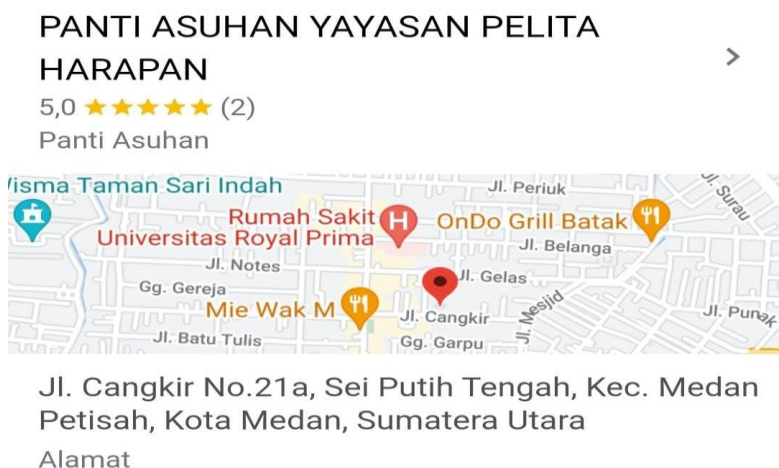 PANTI ASUHAN YAYASAN PELITA
HARAPAN
5,0 ★★★★★ (2)
Panti Asuhan
isma Taman Sari Indah
Jl. Periuk
Jl. Surau
Rumah Sakit
Universitas Royal Prima
H
OnDo Grill Batak
Jl. Belanga
Jl. Notes
Jl. Gelas
Gg. Gereja
Mie Wak M
Jl. Cangkir
Jl. Mesjid
Jl. Punak
Jl. Batu Tulis
Gg. Garpu
Jl. Cangkir No.21a, Sei Putih Tengah, Kec. Medan
Petisah, Kota Medan, Sumatera Utara
Alamat